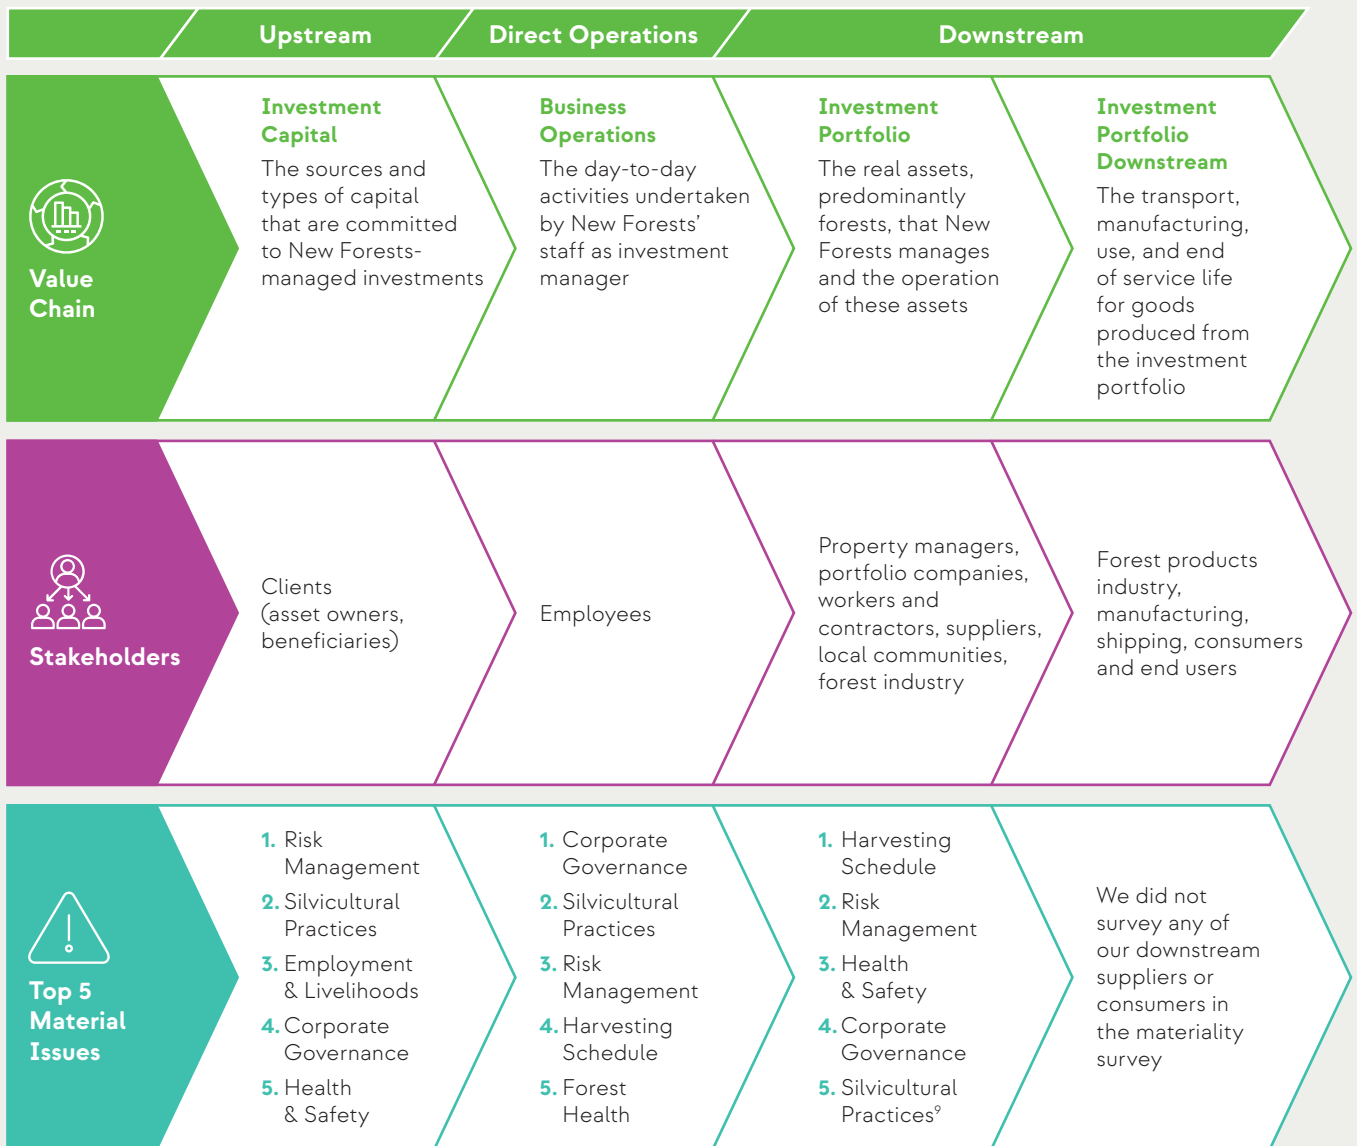 Upstream
Direct Operations
Downstream
Value
Chain
Investment
Capital
The sources and
types of capital
that are committed
to New Forests-
managed investments
Business
Operations
The day-to-day
activities undertaken
by New Forests’
staff as investment
manager
Investment
Portfolio
The real assets,
predominantly
forests, that New
Forests manages
and the operation
of these assets
Investment
Portfolio
Downstream
The transport,
manufacturing,
use, and end
of service life
for goods
produced from
the investment
portfolio
Stakeholders
Clients
(asset owners,
beneficiaries)
Employees
Property managers,
portfolio companies,
workers and
contractors, suppliers,
local communities,
forest industry
Forest products
industry,
manufacturing,
shipping, consumers
and end users
Top 5
Material
Issues
1. Risk
Management
2. Silvicultural
Practices
3. Employment
& Livelihoods
4. Corporate
Governance
5. Health
& Safety
1. Corporate
Governance
2. Silvicultural
Practices
3. Risk
Management
4. Harvesting
Schedule
5. Forest
Health
1. Harvesting
Schedule
2. Risk
Management
3. Health
& Safety
4. Corporate
Governance
5. Silvicultural
Practices⁹
We did not
survey any of
our downstream
suppliers or
consumers in
the materiality
survey